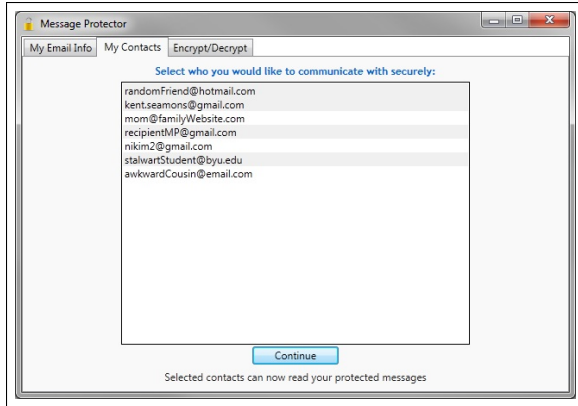 Message Protector
My Email Info My Contacts Encrypt/Decrypt
Select who you would like to communicate with securely:
randomFriend@hotmail.com
kent.seamons@gmail.com
mom@familyWebsite.com
recipientMP@gmail.com
nikim2@gmail.com
stalwartStudent@byu.edu
awkwardCousin@email.com
Continue
Selected contacts can now read your protected messages